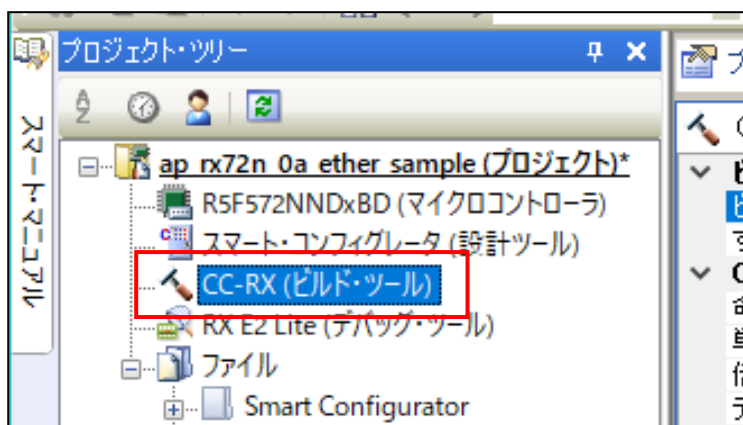 プロジェクト・ツリー
スマート・マニュアル
ap_rx72n_0a_ether_sample (プロジェクト)*
R5F572NNDxBD (マイクロコントローラ)
スマート・コンフィグレータ (設計ツール)
CC-RX (ビルド・ツール)
RX E2 Lite (デバッグ・ツール)
ファイル
Smart Configurator